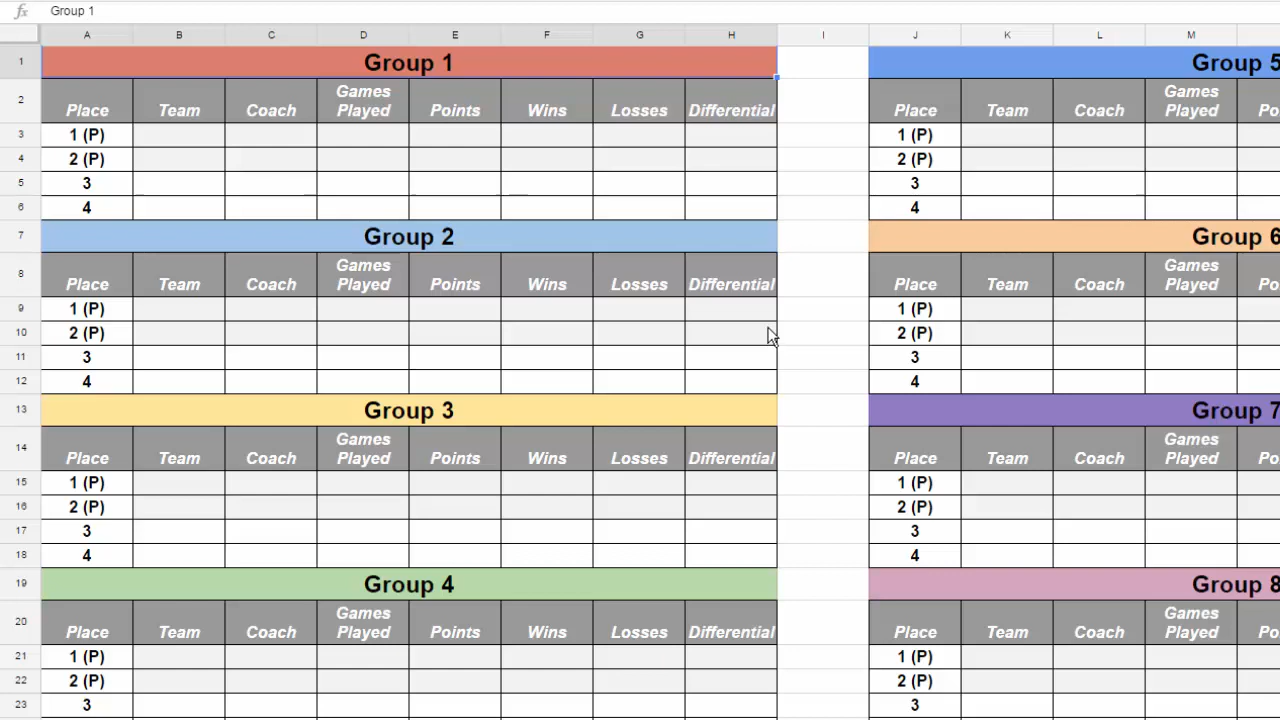 fx Group 1
A B C D E F G H I J K L M
1 Group 1 Group 5
2 Place Team Coach Games Played Points Wins Losses Differential Place Team Coach Games Played Po
3 1 (P) 1 (P)
4 2 (P) 2 (P)
5 3 3
6 4 4
7 Group 2 Group 6
8 Place Team Coach Games Played Points Wins Losses Differential Place Team Coach Games Played Po
9 1 (P) 1 (P)
10 2 (P) 2 (P)
11 3 3
12 4 4
13 Group 3 Group 7
14 Place Team Coach Games Played Points Wins Losses Differential Place Team Coach Games Played Po
15 1 (P) 1 (P)
16 2 (P) 2 (P)
17 3 3
18 4 4
19 Group 4 Group 8
20 Place Team Coach Games Played Points Wins Losses Differential Place Team Coach Games Played Po
21 1 (P) 1 (P)
22 2 (P) 2 (P)
23 3 3